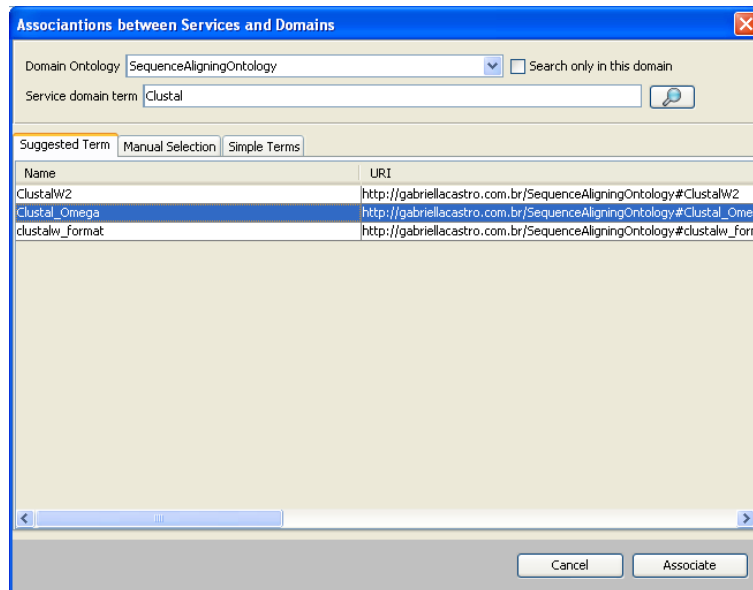 Associantions between Services and Domains
Domain Ontology SequenceAligningOntology Search only in this domain
Service domain term Clustal
Suggested Term Manual Selection Simple Terms
Name URI
ClustalW2 http://gabriellacastro.com.br/SequenceAligningOntology#ClustalW2
Clustal_Omega http://gabriellacastro.com.br/SequenceAligningOntology#Clustal_Ome
clustalw_format http://gabriellacastro.com.br/SequenceAligningOntology#clustalw_for
Cancel Associate